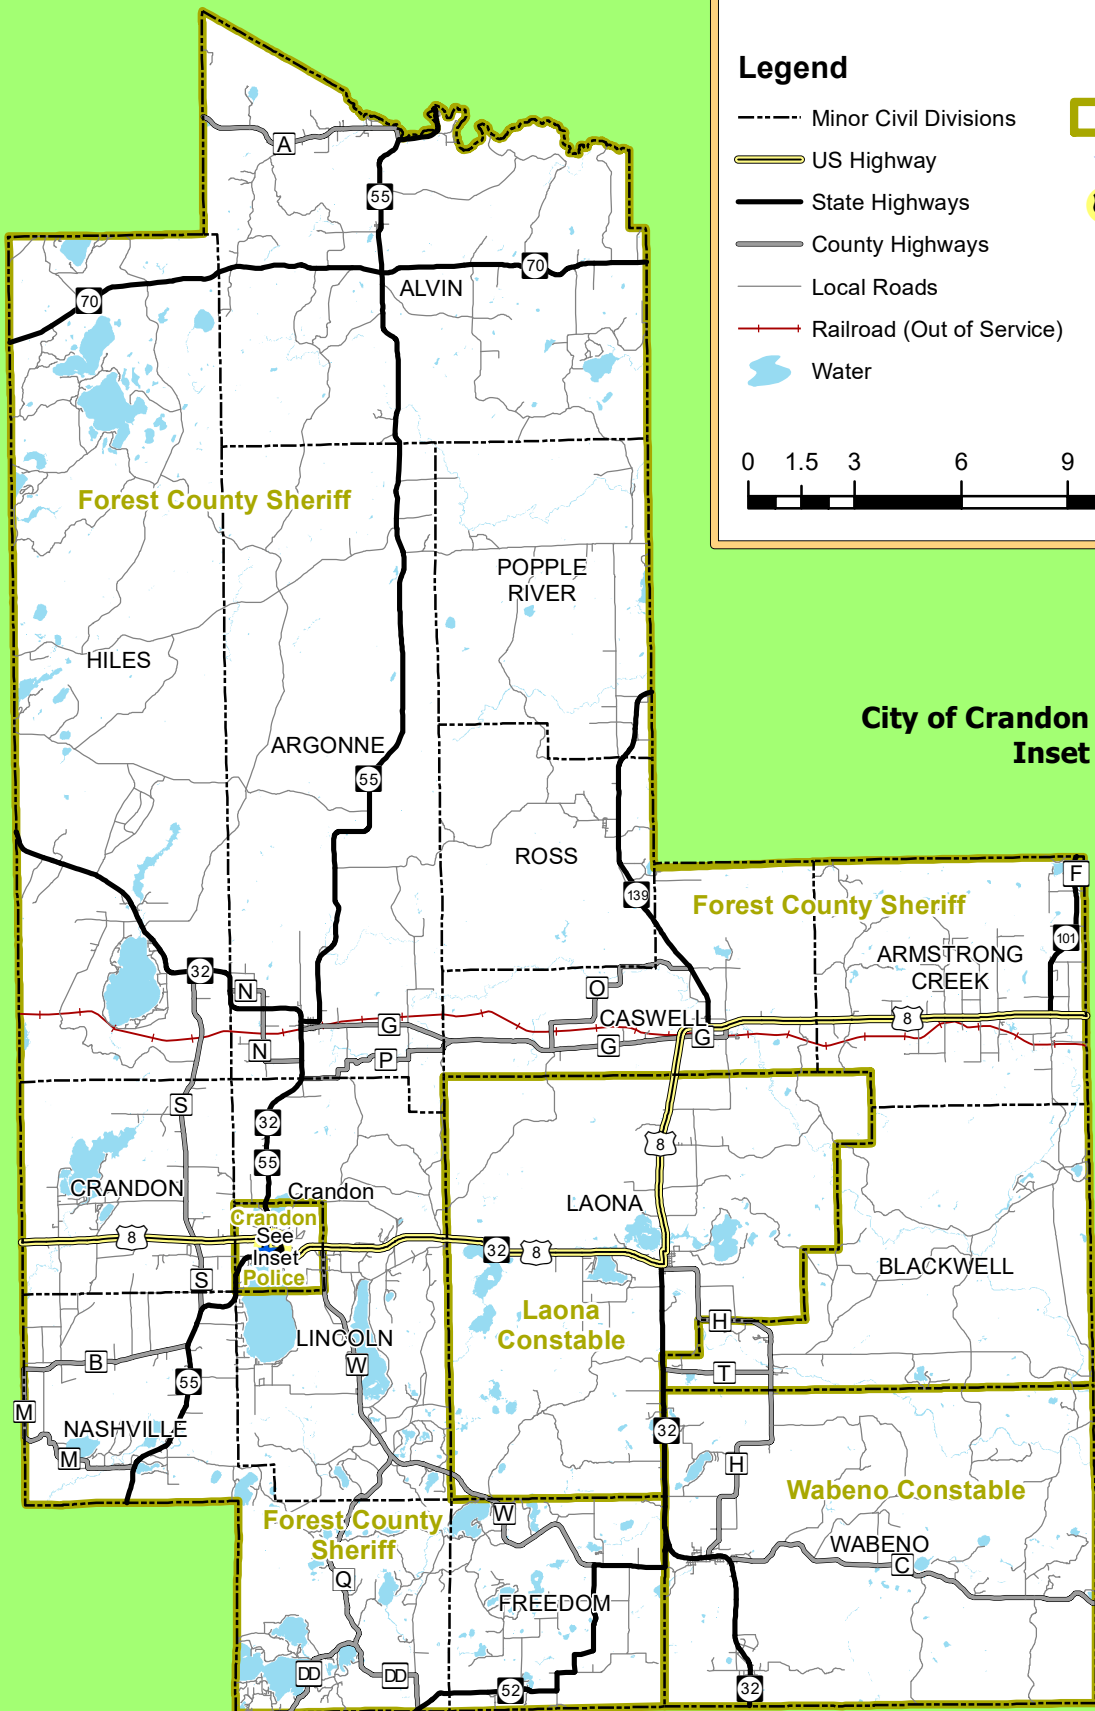 Legend
Minor Civil Divisions
US Highway
State Highways
County Highways
Local Roads
Railroad (Out of Service)
Water
0 1.5 3 6 9
A
55
70
70
ALVIN
Forest County Sheriff
POPPLE
RIVER
HILES
City of Crandon
Inset
ARGONNE
55
ROSS
F
139
Forest County Sheriff
101
ARMSTRONG
CREEK
32
N
O
CASWELL
8
G
G
G
N
P
S
32
8
55
CRANDON
Crandon
LAONA
Crandon
See
Inset
Police
8
32
8
S
BLACKWELL
Laona
Constable
H
LINCOLN
B
W
T
55
M
NASHVILLE
32
M
H
Wabeno Constable
Forest County
Sheriff
W
WABENO
C
Q
FREEDOM
DD
DD
52
32